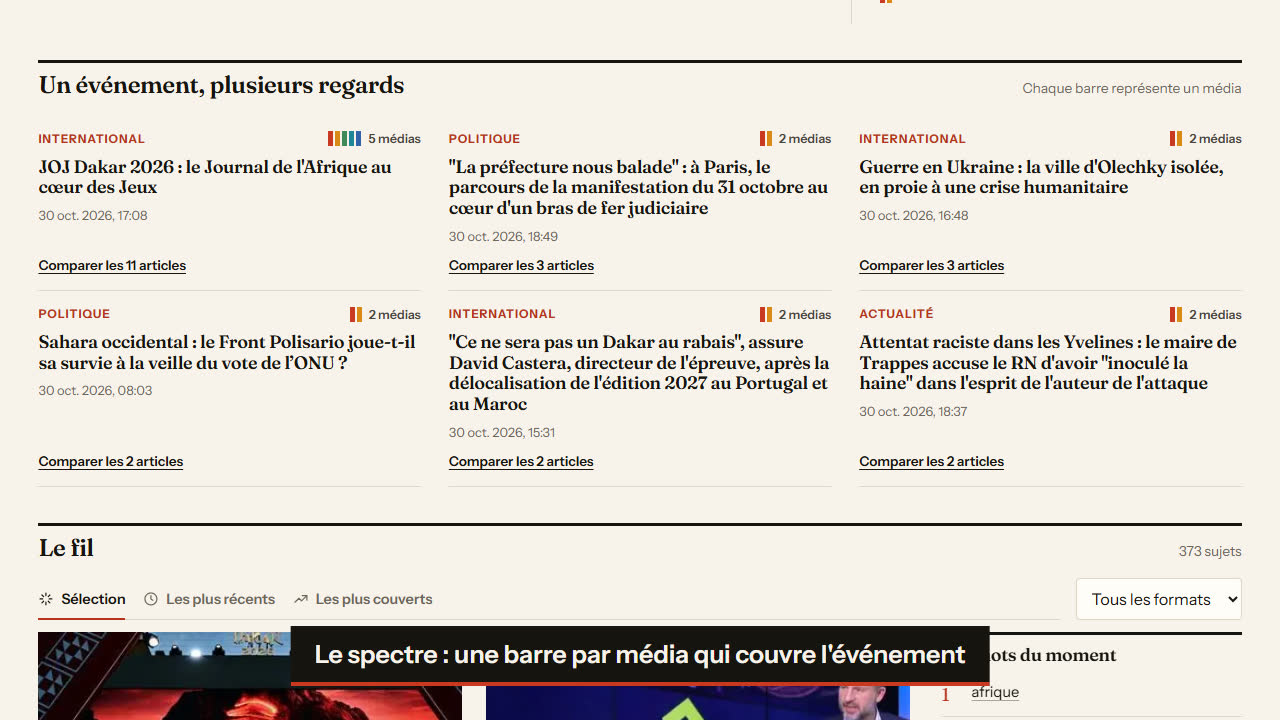 Un événement, plusieurs regards
Chaque barre représente un média
INTERNATIONAL
5 médias
JOJ Dakar 2026 : le Journal de l'Afrique au
cœur des Jeux
30 oct. 2026, 17:08
Comparer les 11 articles
POLITIQUE
2 médias
"La préfecture nous balade" : à Paris, le
parcours de la manifestation du 31 octobre au
cœur d'un bras de fer judiciaire
30 oct. 2026, 18:49
Comparer les 3 articles
INTERNATIONAL
2 médias
Guerre en Ukraine : la ville d'Olechky isolée,
en proie à une crise humanitaire
30 oct. 2026, 16:48
Comparer les 3 articles
POLITIQUE
2 médias
Sahara occidental : le Front Polisario joue-t-il
sa survie à la veille du vote de l’ONU ?
30 oct. 2026, 08:03
Comparer les 2 articles
INTERNATIONAL
2 médias
"Ce ne sera pas un Dakar au rabais", assure
David Castera, directeur de l'épreuve, après la
délocalisation de l'édition 2027 au Portugal et
au Maroc
30 oct. 2026, 15:31
Comparer les 2 articles
ACTUALITÉ
2 médias
Attentat raciste dans les Yvelines : le maire de
Trappes accuse le RN d'avoir "inoculé la
haine" dans l'esprit de l'auteur de l'attaque
30 oct. 2026, 18:37
Comparer les 2 articles
Le fil
373 sujets
Sélection
Les plus récents
Les plus couverts
Tous les formats
Le spectre : une barre par média qui couvre l'événement
du moment
1 afrique